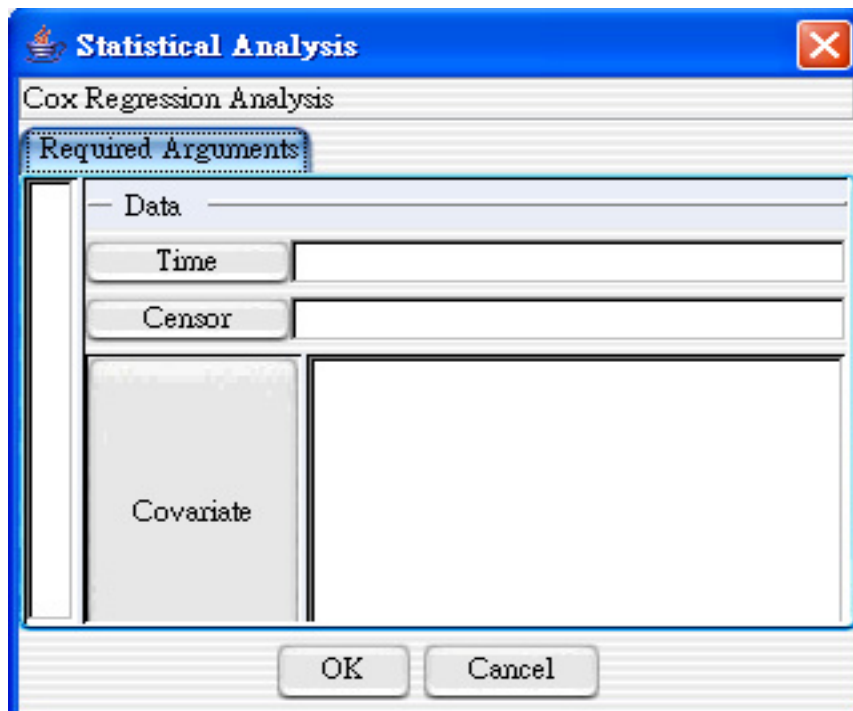 Statistical Analysis
Cox Regression Analysis
Required Arguments
Data
Time
Censor
Covariate
OK Cancel